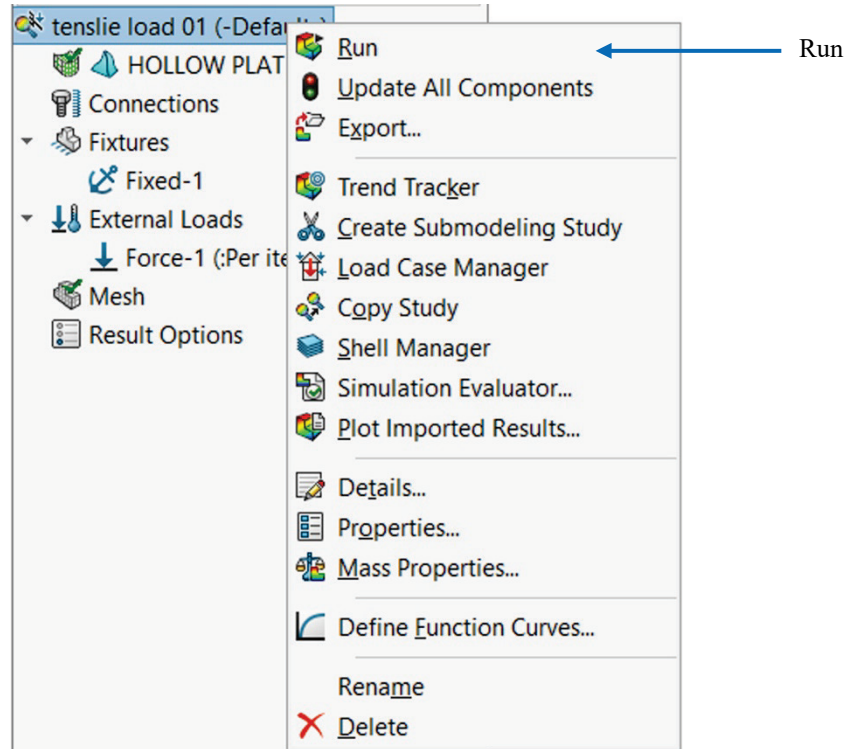 tenslie load 01 (-Default-)
Run
Run
Update All Components
HOLLOW PLAT
Connections
Export...
Fixtures
Fixed-1
Trend Tracker
External Loads
Create Submodeling Study
Force-1 (:Per ite
Load Case Manager
Mesh
Copy Study
Result Options
Shell Manager
Simulation Evaluator...
Plot Imported Results...
Details...
Properties...
Mass Properties...
Define Function Curves...
Rename
Delete